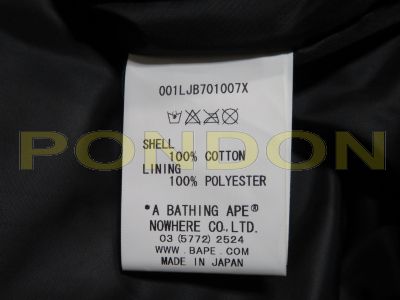 001LJB701007X
SHELL
100% COTTON
LINING
100% POLYESTER
PONDON
*A BATHING APE®
NOWHERE CO.,LTD.
03 (5772) 2524
WWW.BAPE.COM
MADE IN JAPAN